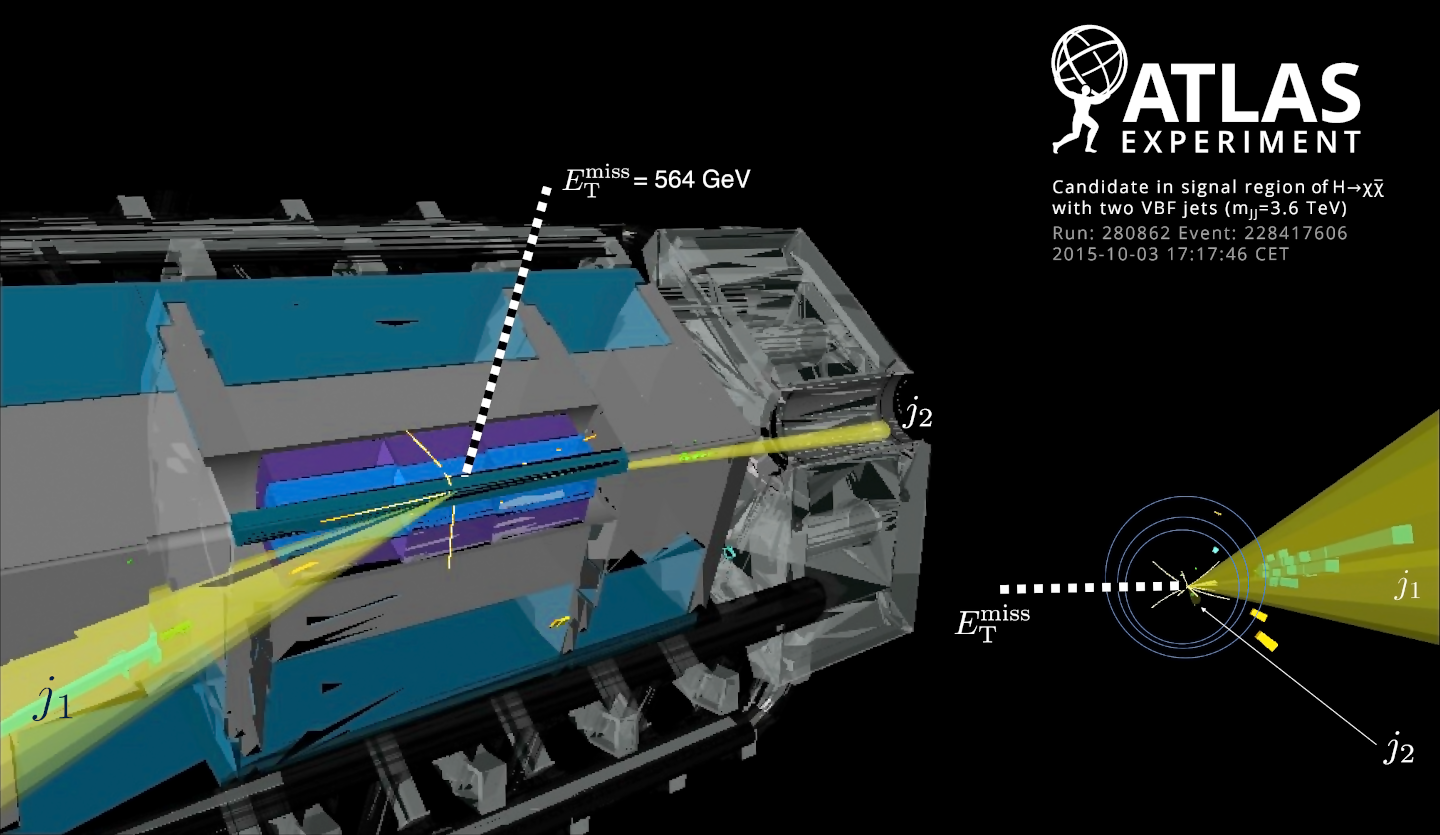 ATLAS
EXPERIMENT
Candidate in signal region of H→χχ̄
with two VBF jets (mJJ=3.6 TeV)
Run: 280862 Event: 228417606
2015-10-03 17:17:46 CET
E_T^miss = 564 GeV
j2
j1
j1
E_T^miss
j2